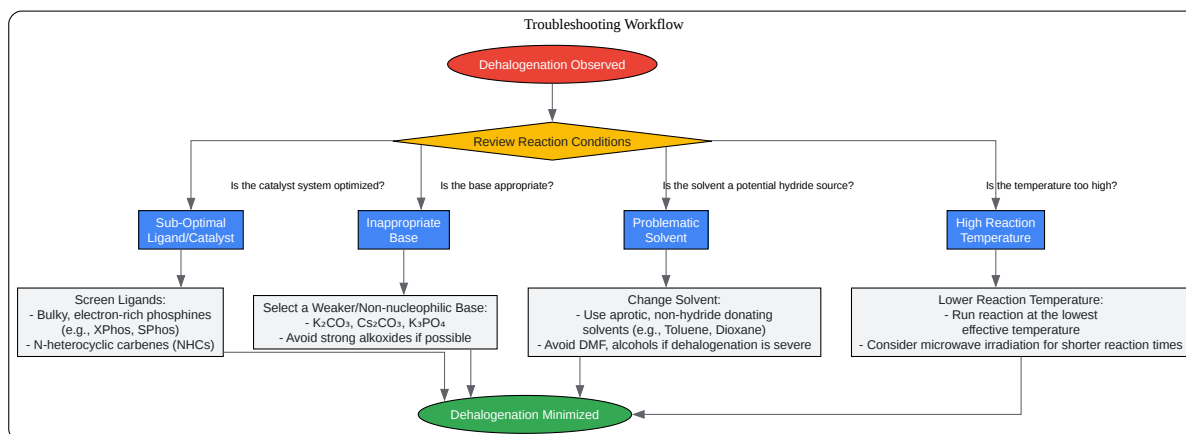 Troubleshooting Workflow
Dehalogenation Observed
Review Reaction Conditions
Is the catalyst system optimized?
Is the base appropriate?
Is the solvent a potential hydride source?
Is the temperature too high?
Sub-Optimal
Ligand/Catalyst
Inappropriate
Base
Problematic
Solvent
High Reaction
Temperature
Screen Ligands:
- Bulky, electron-rich phosphines
(e.g., XPhos, SPhos)
- N-heterocyclic carbenes (NHCs)
Select a Weaker/Non-nucleophilic Base:
- K₂CO₃, Cs₂CO₃, K₃PO₄
- Avoid strong alkoxides if possible
Change Solvent:
- Use aprotic, non-hydride donating
solvents (e.g., Toluene, Dioxane)
- Avoid DMF, alcohols if dehalogenation is severe
Lower Reaction Temperature:
- Run reaction at the lowest
effective temperature
- Consider microwave irradiation for shorter reaction times
Dehalogenation Minimized